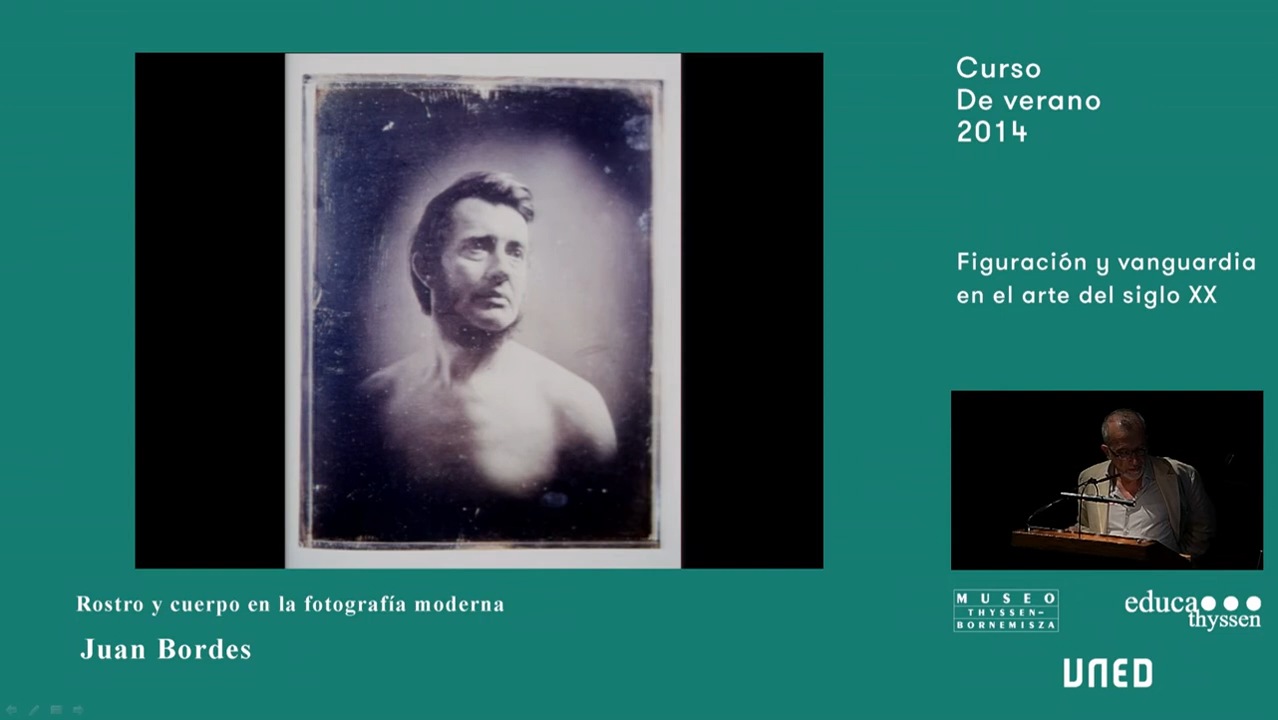 Curso
De verano
2014
Figuración y vanguardia
en el arte del siglo XX
Rostro y cuerpo en la fotografía moderna
Juan Bordes
MUSEO
THYSSEN-
BORNEMISZA
educa
thyssen
UNED